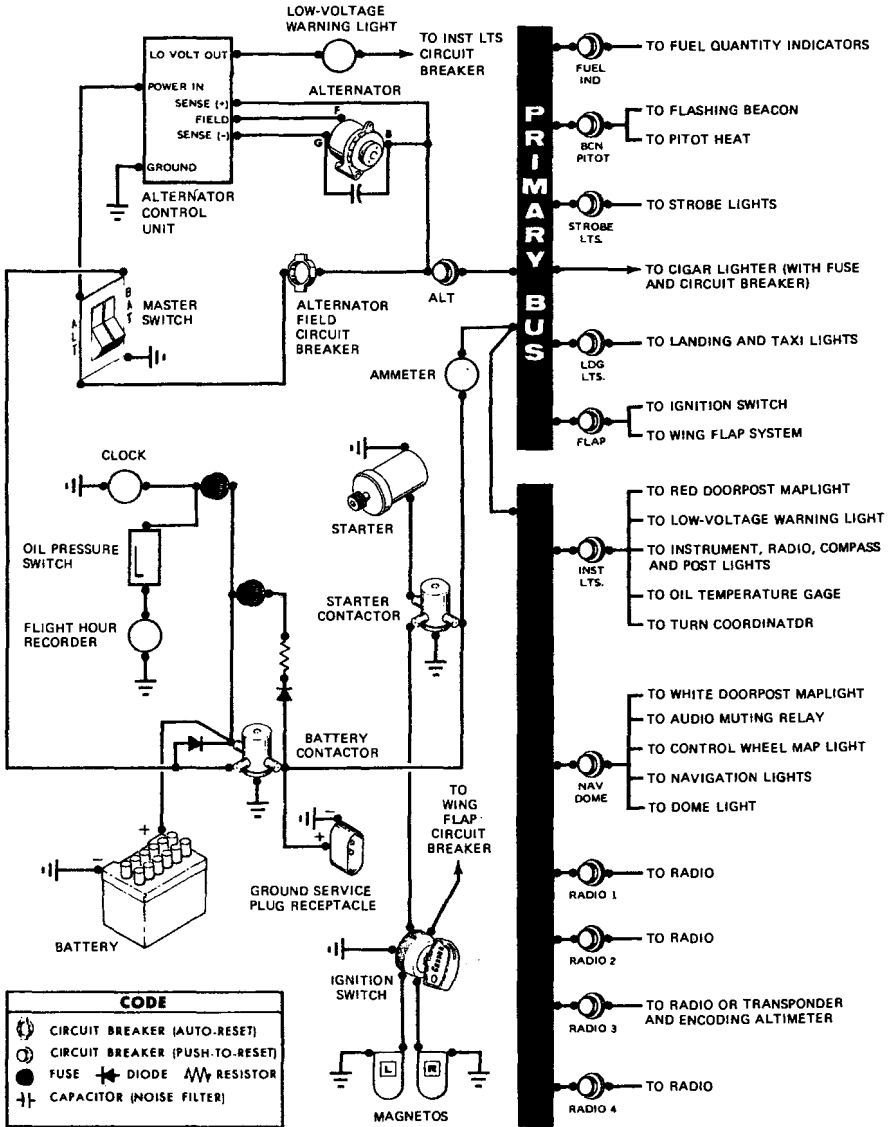 LOW-VOLTAGE
WARNING LIGHT
TO INST LTS
CIRCUIT
BREAKER
LO VOLT OUT
POWER IN
SENSE (+)
FIELD
SENSE (-)
GROUND
ALTERNATOR
F
G
B
ALTERNATOR
CONTROL
UNIT
BAT
ALT
MASTER
SWITCH
ALTERNATOR
FIELD
CIRCUIT
BREAKER
ALT
AMMETER
CLOCK
OIL PRESSURE
SWITCH
FLIGHT HOUR
RECORDER
STARTER
STARTER
CONTACTOR
BATTERY
CONTACTOR
+
-
BATTERY
-
+
GROUND SERVICE
PLUG RECEPTACLE
TO
WING
FLAP
CIRCUIT
BREAKER
IGNITION
SWITCH
L
R
MAGNETOS
PRIMARY BUS
FUEL
IND
TO FUEL QUANTITY INDICATORS
BCN
PITOT
TO FLASHING BEACON
TO PITOT HEAT
STROBE
LTS.
TO STROBE LIGHTS
TO CIGAR LIGHTER (WITH FUSE
AND CIRCUIT BREAKER)
LDG
LTS.
TO LANDING AND TAXI LIGHTS
FLAP
TO IGNITION SWITCH
TO WING FLAP SYSTEM
INST
LTS.
TO RED DOORPOST MAPLIGHT
TO LOW-VOLTAGE WARNING LIGHT
TO INSTRUMENT, RADIO, COMPASS
AND POST LIGHTS
TO OIL TEMPERATURE GAGE
TO TURN COORDINATOR
NAV
DOME
TO WHITE DOORPOST MAPLIGHT
TO AUDIO MUTING RELAY
TO CONTROL WHEEL MAP LIGHT
TO NAVIGATION LIGHTS
TO DOME LIGHT
RADIO 1
TO RADIO
RADIO 2
TO RADIO
RADIO 3
TO RADIO OR TRANSPONDER
AND ENCODING ALTIMETER
RADIO 4
TO RADIO
CODE
CIRCUIT BREAKER (AUTO-RESET)
CIRCUIT BREAKER (PUSH-TO-RESET)
FUSE DIODE RESISTOR
CAPACITOR (NOISE FILTER)